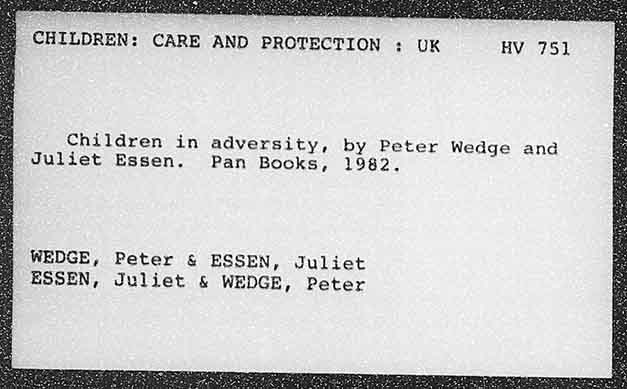 CHILDREN: CARE AND PROTECTION : UK HV 751
Children in adversity, by Peter Wedge and
Juliet Essen. Pan Books, 1982.
WEDGE, Peter & ESSEN, Juliet
ESSEN, Juliet & WEDGE, Peter